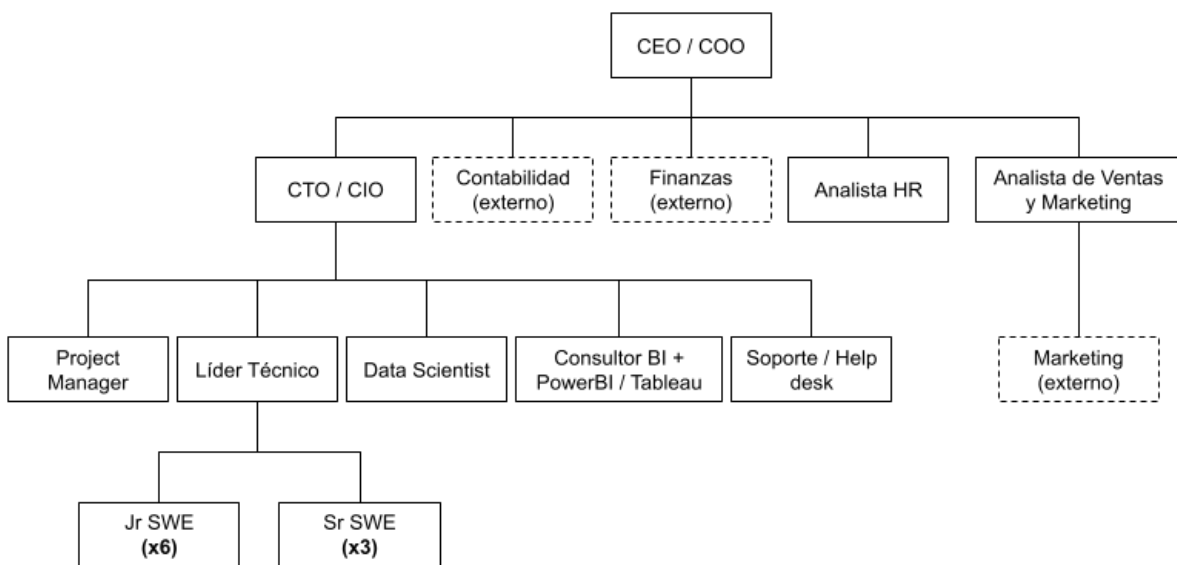 CEO / COO
CTO / CIO
Contabilidad
(externo)
Finanzas
(externo)
Analista HR
Analista de Ventas
y Marketing
Project
Manager
Líder Técnico
Data Scientist
Consultor BI +
PowerBI / Tableau
Soporte / Help
desk
Marketing
(externo)
Jr SWE
(x6)
Sr SWE
(x3)